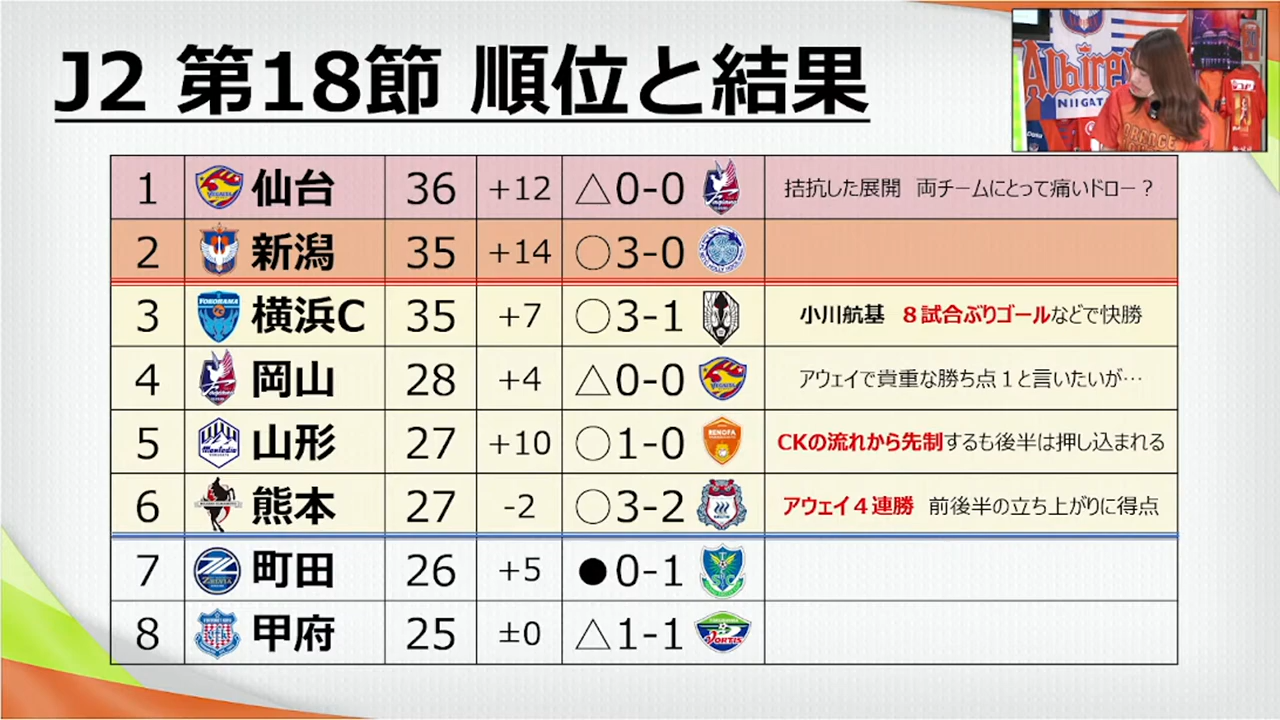 J2 第18節 順位と結果
Albirex
NIIGATA
ORANGE
1 仙台 36 +12 △0-0 拮抗した展開 両チームにとって痛いドロー？
2 新潟 35 +14 ○3-0
3 横浜C 35 +7 ○3-1 小川航基 8試合ぶりゴールなどで快勝
4 岡山 28 +4 △0-0 アウェイで貴重な勝ち点1と言いたいが…
5 山形 27 +10 ○1-0 CKの流れから先制するも後半は押し込まれる
6 熊本 27 -2 ○3-2 アウェイ4連勝 前後半の立ち上がりに得点
7 町田 26 +5 ●0-1
8 甲府 25 ±0 △1-1